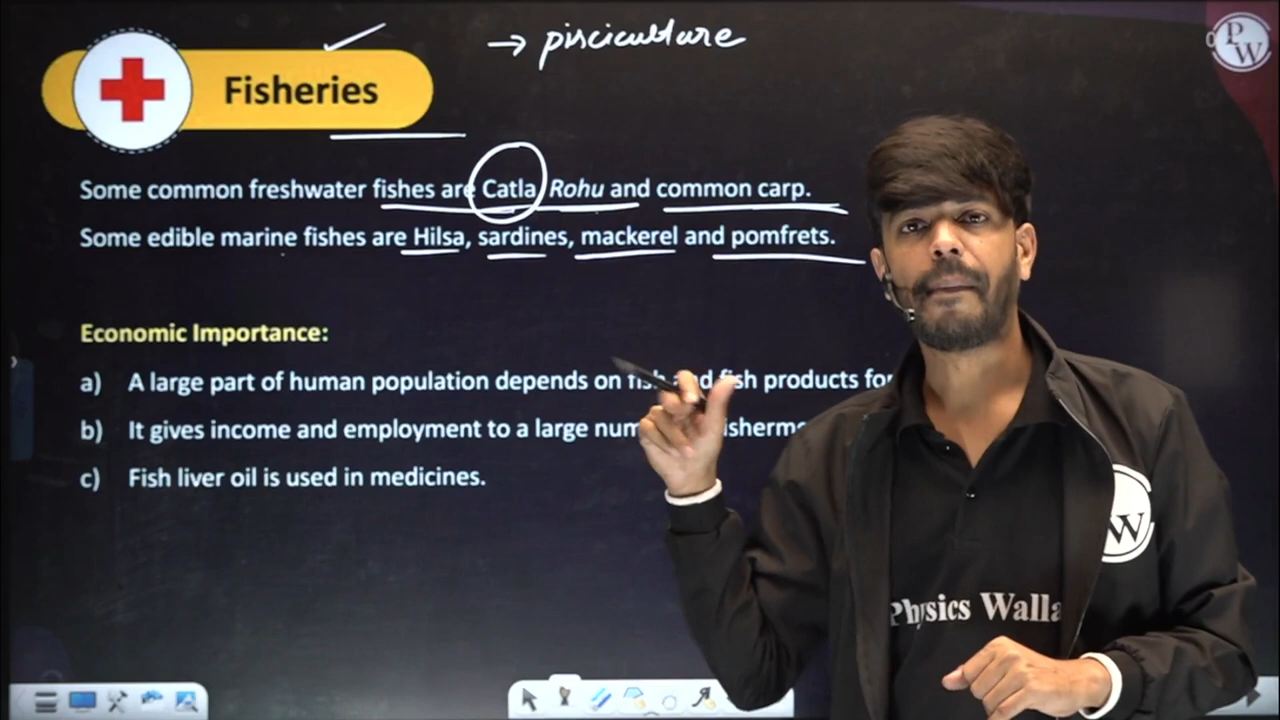 → pisciculture
PW
Fisheries
Some common freshwater fishes are Catla, Rohu and common carp.
Some edible marine fishes are Hilsa, sardines, mackerel and pomfrets.
Economic Importance:
a) A large part of human population depends on fish and fish products for
b) It gives income and employment to a large
c) Fish liver oil is used in medicines.
W
Physics Walla